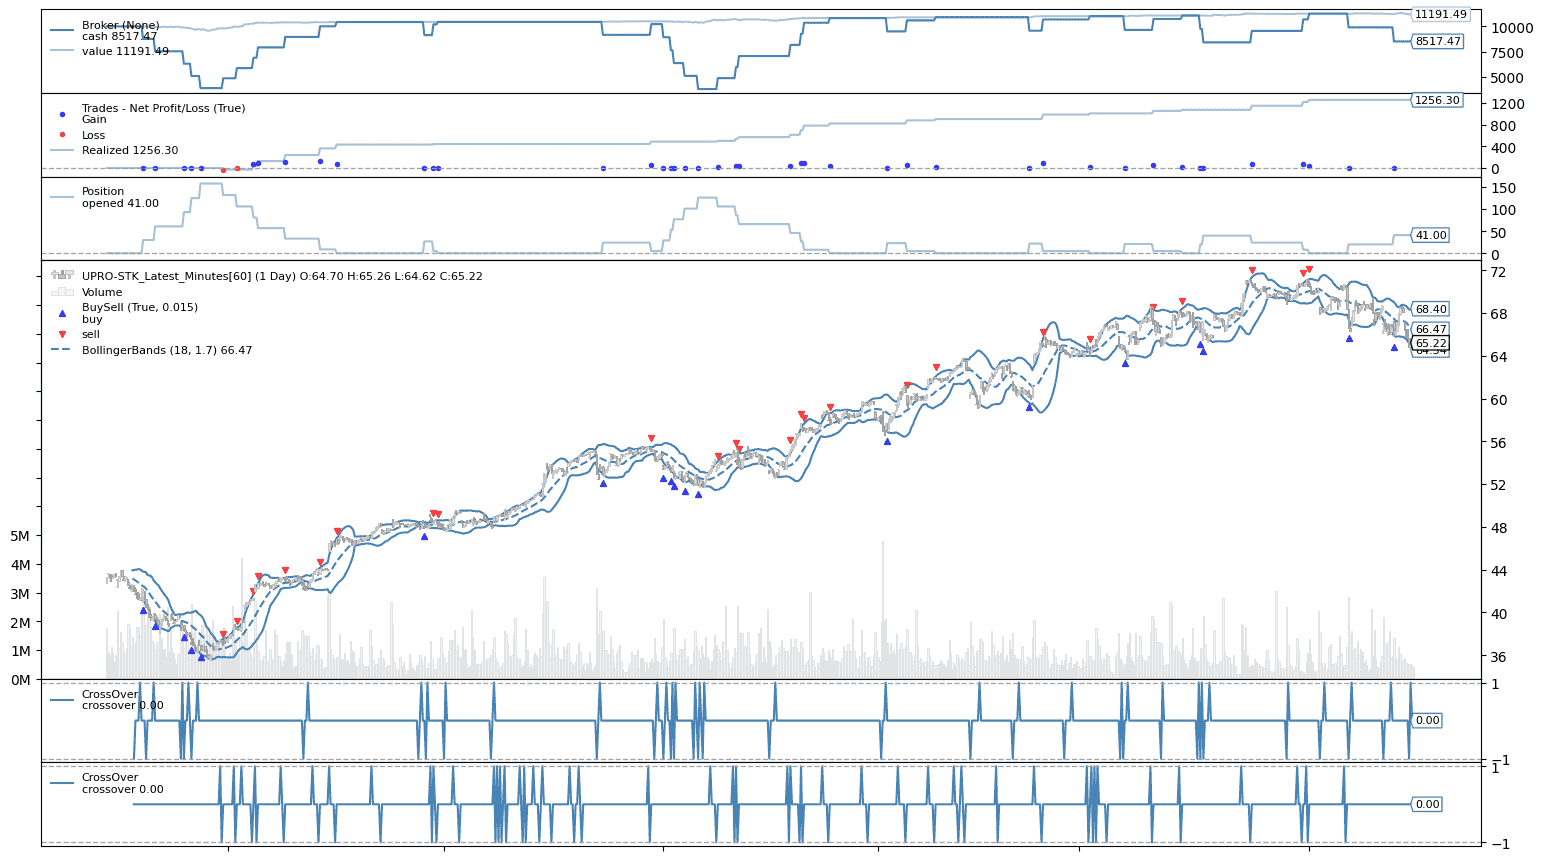 Broker (None)
cash 8517.47
value 11191.49
11191.49
10000
8517.47
7500
5000
Trades - Net Profit/Loss (True)
Gain
Loss
Realized 1256.30
1256.30
1200
800
400
0
Position
opened 41.00
150
100
50
41.00
0
UPRO-STK_Latest_Minutes[60] (1 Day) O:64.70 H:65.26 L:64.62 C:65.22
Volume
BuySell (True, 0.015)
buy
sell
BollingerBands (18, 1.7) 66.47
72
68.40
68
66.47
65.22
64
60
56
52
48
44
40
36
5M
4M
3M
2M
1M
0M
CrossOver
crossover 0.00
1
0.00
−1
CrossOver
crossover 0.00
1
0.00
−1